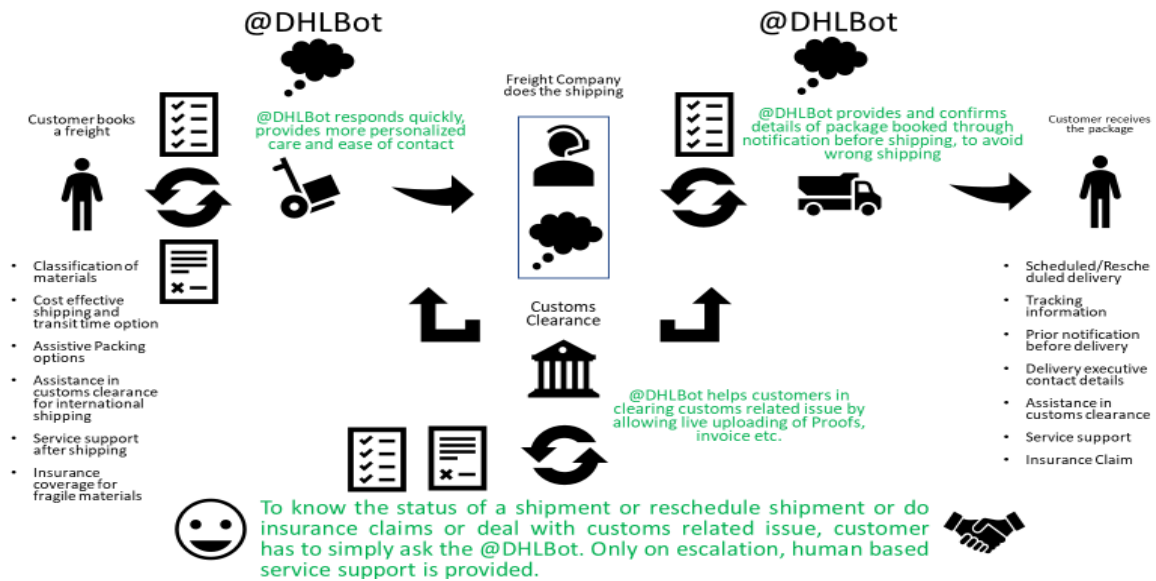 @DHLBot
@DHLBot
Customer books
a freight
@DHLBot responds quickly,
provides more personalized
care and ease of contact
Freight Company
does the shipping
@DHLBot provides and confirms
details of package booked through
notification before shipping, to avoid
wrong shipping
Customer receives
the package
• Classification of
materials
• Cost effective
shipping and
transit time option
• Assistive Packing
options
• Assistance in
customs clearance
for international
shipping
• Service support
after shipping
• Insurance
coverage for
fragile materials
Customs
Clearance
@DHLBot helps customers in
clearing customs related issue by
allowing live uploading of Proofs,
invoice etc.
• Scheduled/Resche
duled delivery
• Tracking
information
• Prior notification
before delivery
• Delivery executive
contact details
• Assistance in
customs clearance
• Service support
• Insurance Claim
To know the status of a shipment or reschedule shipment or do
insurance claims or deal with customs related issue, customer
has to simply ask the @DHLBot. Only on escalation, human based
service support is provided.